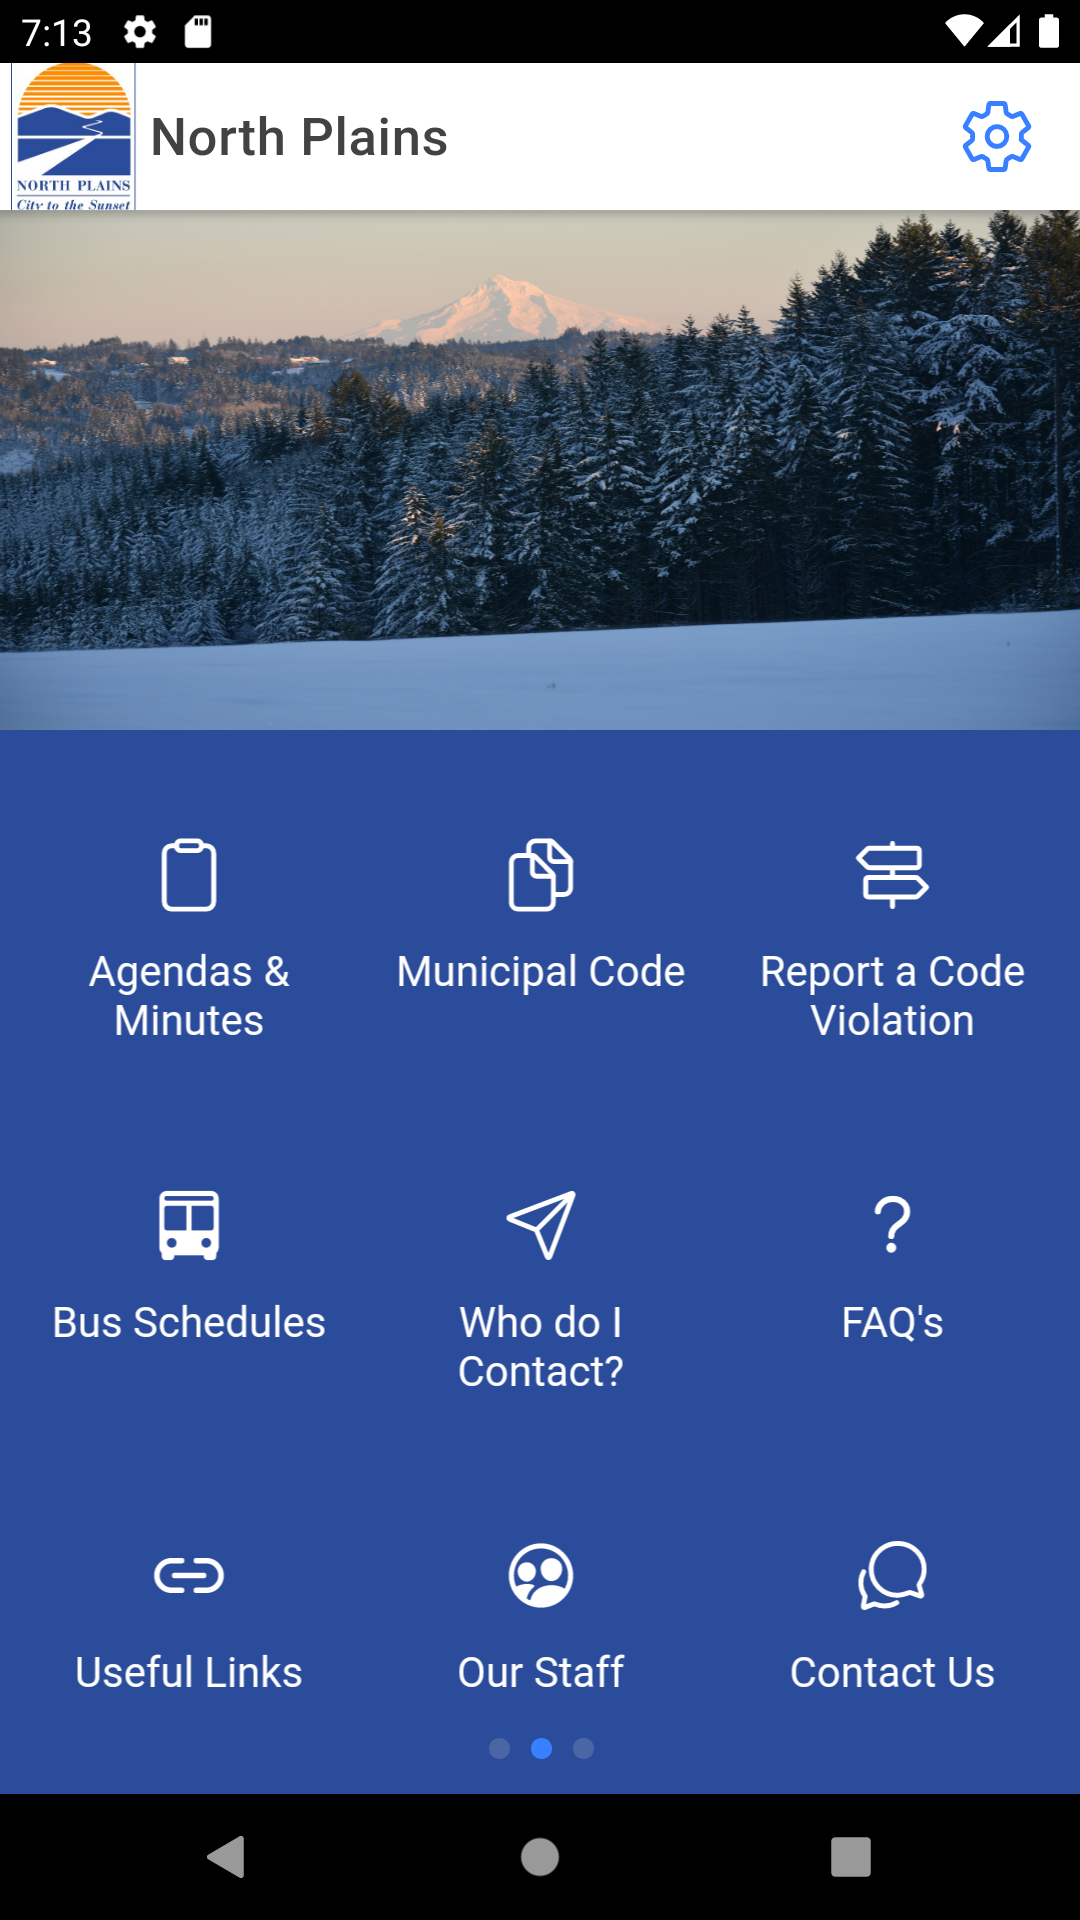 7:13
North Plains
NORTH PLAINS
City to the Sunset
Agendas &
Minutes
Municipal Code
Report a Code
Violation
Bus Schedules
Who do I
Contact?
FAQ's
Useful Links
Our Staff
Contact Us